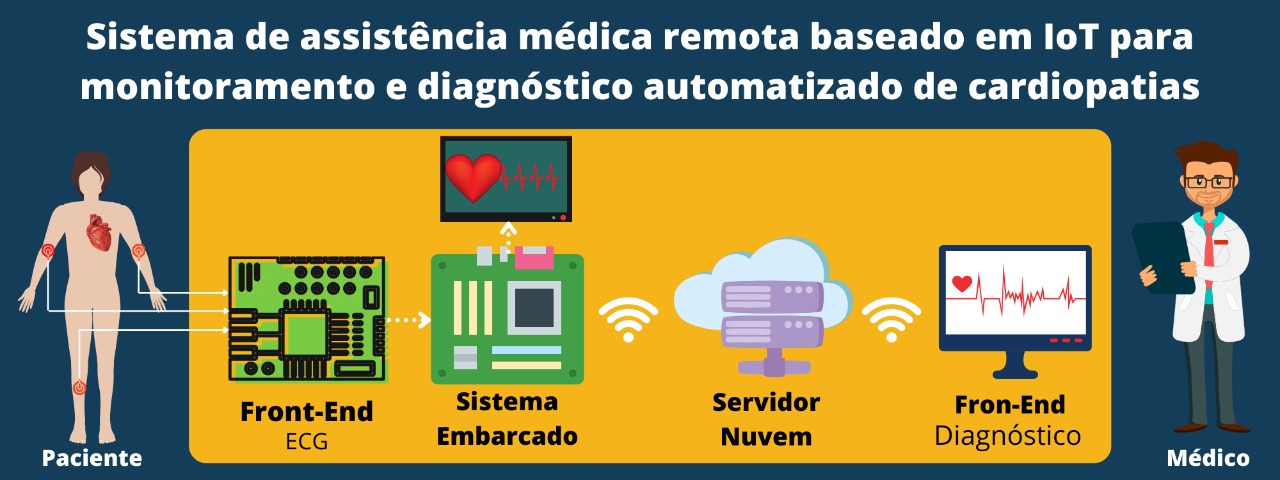 Sistema de assistência médica remota baseado em IoT para
monitoramento e diagnóstico automatizado de cardiopatias
Front-End
ECG
Sistema
Embarcado
Servidor
Nuvem
Fron-End
Diagnóstico
Paciente
Médico